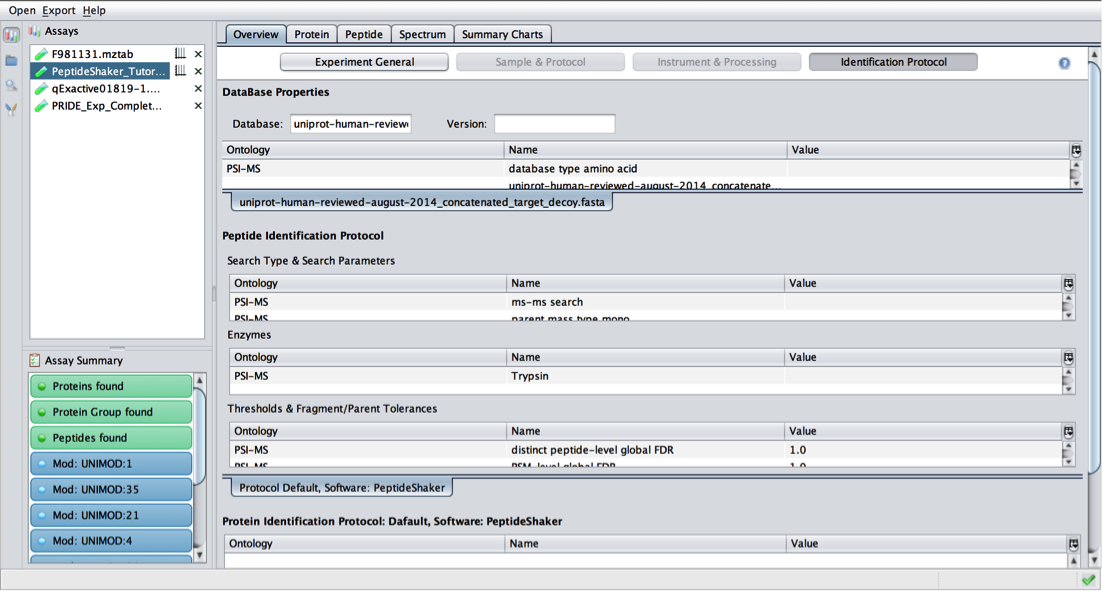 Open Export Help
Assays
F981131.mztab
PeptideShaker_Tutor...
qExactive01819-1....
PRIDE_Exp_Complet...
Assay Summary
Proteins found
Protein Group found
Peptides found
Mod: UNIMOD:1
Mod: UNIMOD:35
Mod: UNIMOD:21
Mod: UNIMOD:4
Overview Protein Peptide Spectrum Summary Charts
Experiment General Sample & Protocol Instrument & Processing Identification Protocol
DataBase Properties
Database: uniprot-human-review Version:
Ontology Name Value
PSI-MS database type amino acid
uniprot-human-reviewed-august-2014_concatenate...
uniprot-human-reviewed-august-2014_concatenated_target_decoy.fasta
Peptide Identification Protocol
Search Type & Search Parameters
Ontology Name Value
PSI-MS ms-ms search
PSI-MS parent mass type mono
Enzymes
Ontology Name Value
PSI-MS Trypsin
Thresholds & Fragment/Parent Tolerances
Ontology Name Value
PSI-MS distinct peptide-level global FDR 1.0
PSI-MS PSM-level global FDR 1.0
Protocol Default, Software: PeptideShaker
Protein Identification Protocol: Dafault, Software: PeptideShaker
Ontology Name Value